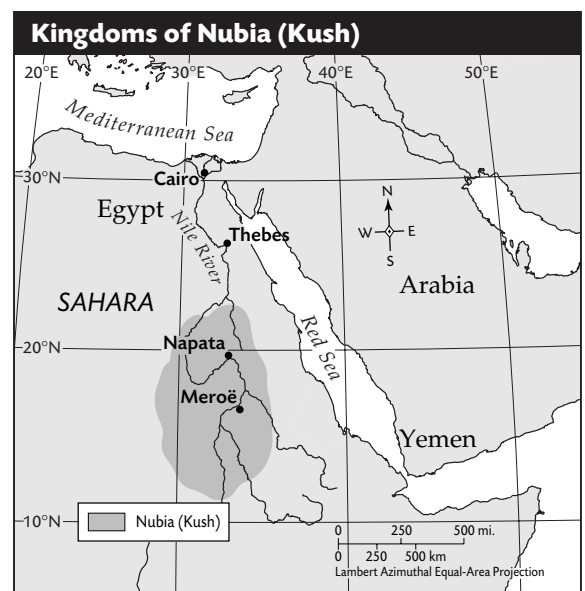 Kingdoms of Nubia (Kush)
20°E
30°E
40°E
50°E
Mediterranean Sea
30°N
Cairo
Egypt
Nile River
Thebes
N
W
E
S
Arabia
SAHARA
Red Sea
Napata
20°N
Meroë
Yemen
Nubia (Kush)
10°N
0 250 500 mi.
0 250 500 km
Lambert Azimuthal Equal-Area Projection